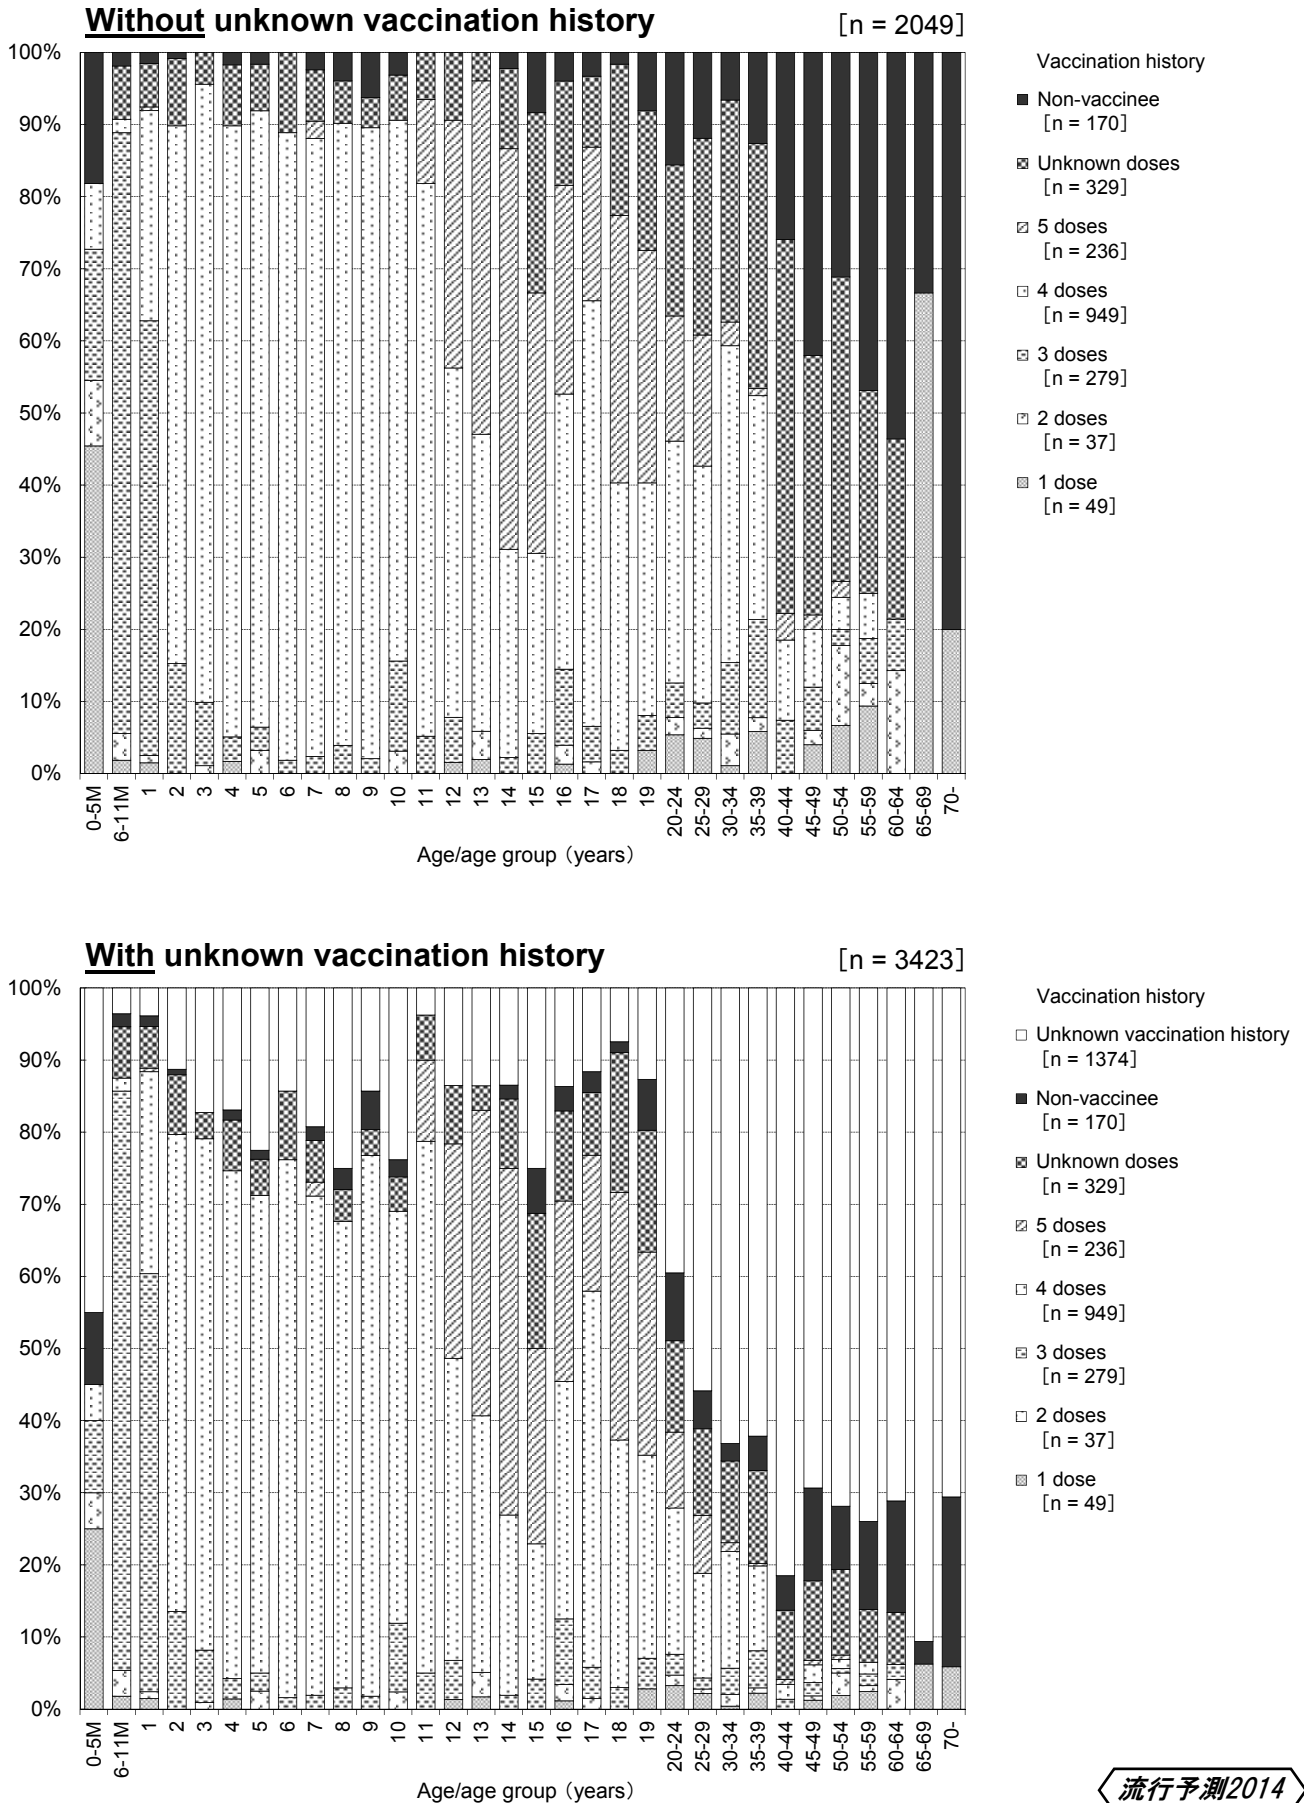 Without unknown vaccination history
[n = 2049]
100%
90%
80%
70%
60%
50%
40%
30%
20%
10%
0%
0-5M
6-11M
1
2
3
4
5
6
7
8
9
10
11
12
13
14
15
16
17
18
19
20-24
25-29
30-34
35-39
40-44
45-49
50-54
55-59
60-64
65-69
70-
Age/age group（years）
Vaccination history
Non-vaccinee
[n = 170]
Unknown doses
[n = 329]
5 doses
[n = 236]
4 doses
[n = 949]
3 doses
[n = 279]
2 doses
[n = 37]
1 dose
[n = 49]
With unknown vaccination history
[n = 3423]
100%
90%
80%
70%
60%
50%
40%
30%
20%
10%
0%
0-5M
6-11M
1
2
3
4
5
6
7
8
9
10
11
12
13
14
15
16
17
18
19
20-24
25-29
30-34
35-39
40-44
45-49
50-54
55-59
60-64
65-69
70-
Age/age group（years）
Vaccination history
Unknown vaccination history
[n = 1374]
Non-vaccinee
[n = 170]
Unknown doses
[n = 329]
5 doses
[n = 236]
4 doses
[n = 949]
3 doses
[n = 279]
2 doses
[n = 37]
1 dose
[n = 49]
流行予測2014